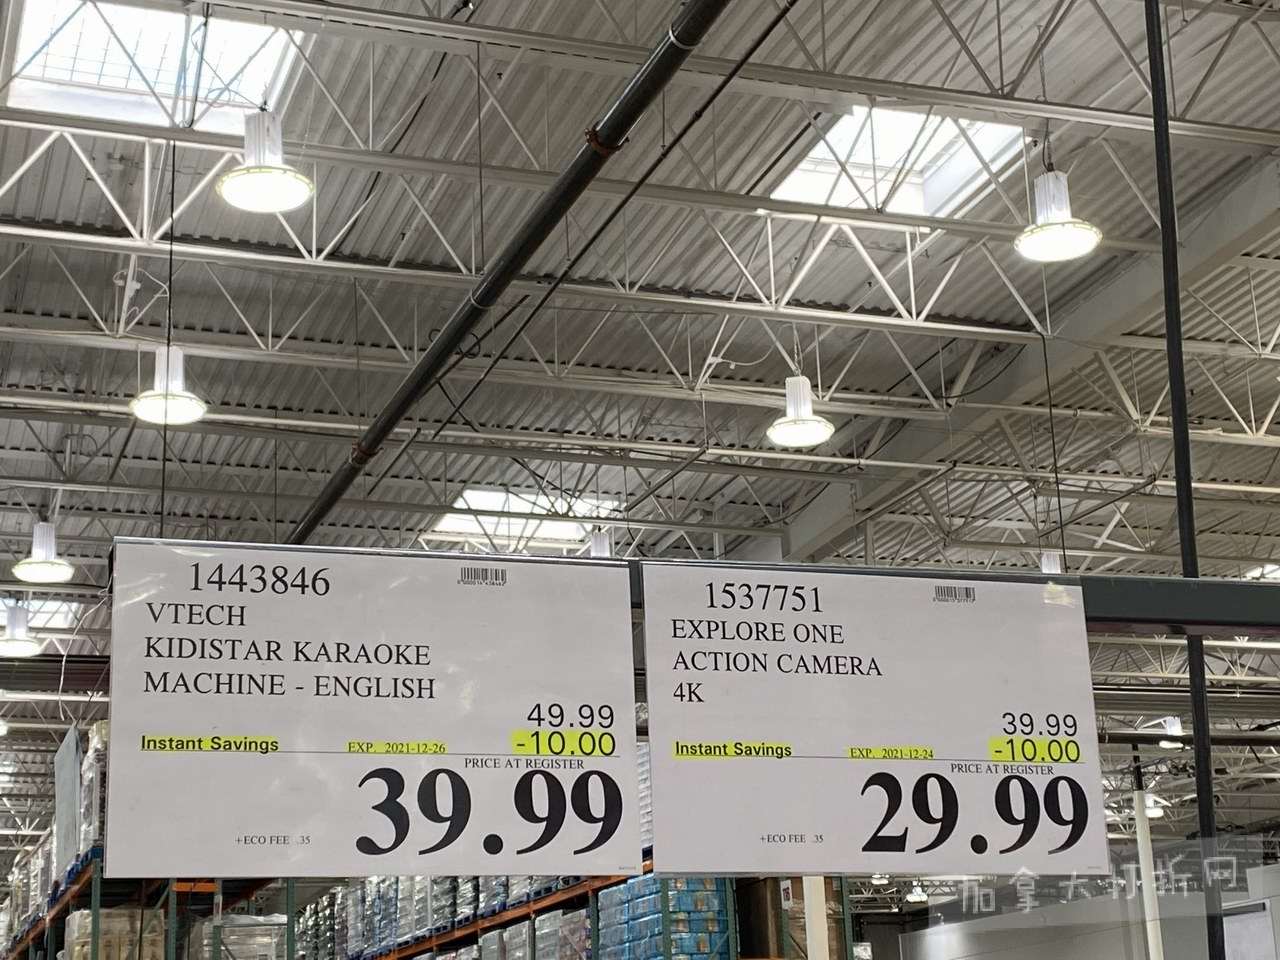 1443846
VTECH
KIDISTAR KARAOKE
MACHINE - ENGLISH
49.99
Instant Savings EXP. 2021-12-26 -10.00
PRICE AT REGISTER
39.99
+ECO FEE .35
1537751
EXPLORE ONE
ACTION CAMERA
4K
39.99
Instant Savings EXP. 2021-12-24 -10.00
PRICE AT REGISTER
29.99
+ECO FEE .35
加拿大打折网